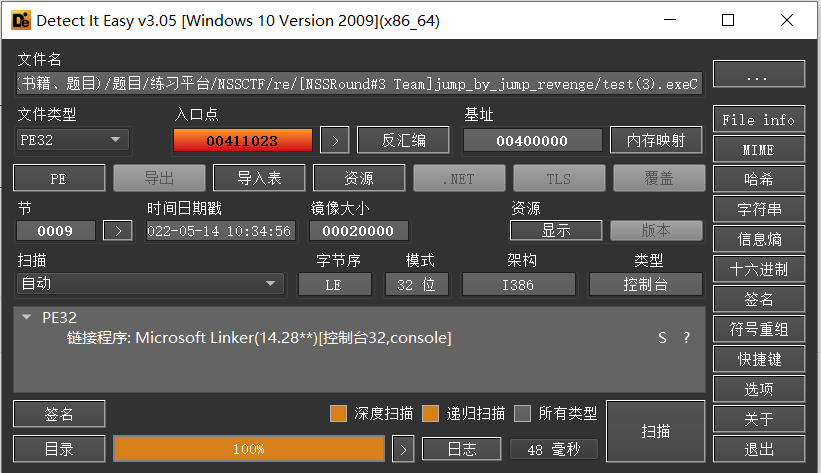 Detect It Easy v3.05 [Windows 10 Version 2009](x86_64)
文件名
(书籍、题目)/题目/练习平台/NSSCTF/re/[NSSRound#3 Team]jump_by_jump_revenge/test(3).exeC
...
文件类型 入口点 基址
PE32 00411023 > 反汇编 00400000 内存映射
File info
MIME
PE 导出 导入表 资源 .NET TLS 覆盖
哈希
节 时间日期戳 镜像大小 资源
字符串
0009 > 022-05-14 10:34:56 00020000 显示 版本
信息熵
扫描 字节序 模式 架构 类型
十六进制
自动 LE 32 位 I386 控制台
签名
PE32
符号重组
链接程序: Microsoft Linker(14.28**)[控制台32,console] S ?
快捷键
选项
签名 深度扫描 递归扫描 所有类型 扫描
关于
目录 100% > 日志 48 毫秒
退出